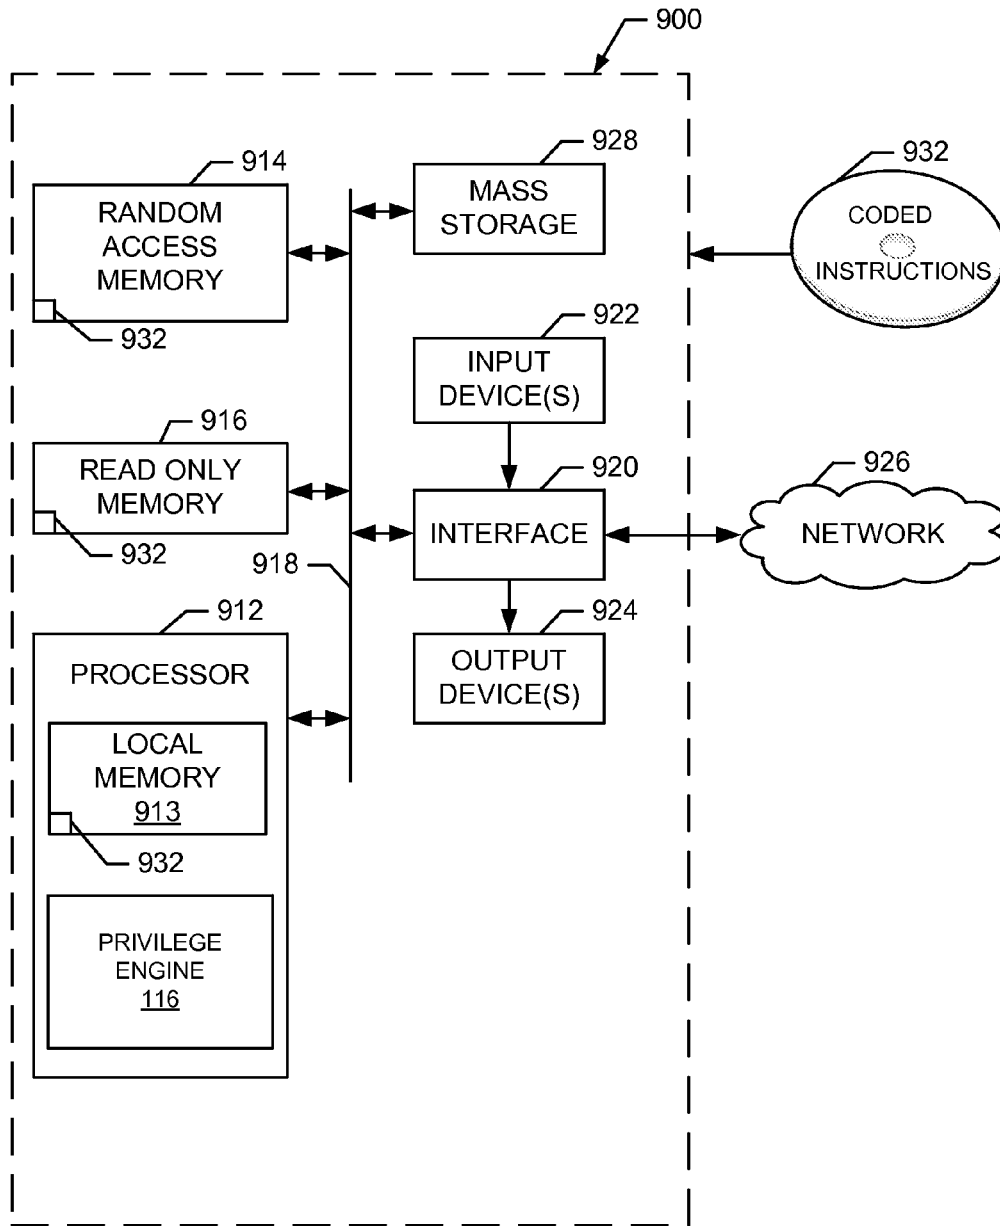 900
914
RANDOM
ACCESS
MEMORY
932
928
MASS
STORAGE
932
CODED
INSTRUCTIONS
922
INPUT
DEVICE(S)
916
READ ONLY
MEMORY
932
918
920
INTERFACE
926
NETWORK
912
PROCESSOR
LOCAL
MEMORY
913
932
PRIVILEGE
ENGINE
116
924
OUTPUT
DEVICE(S)